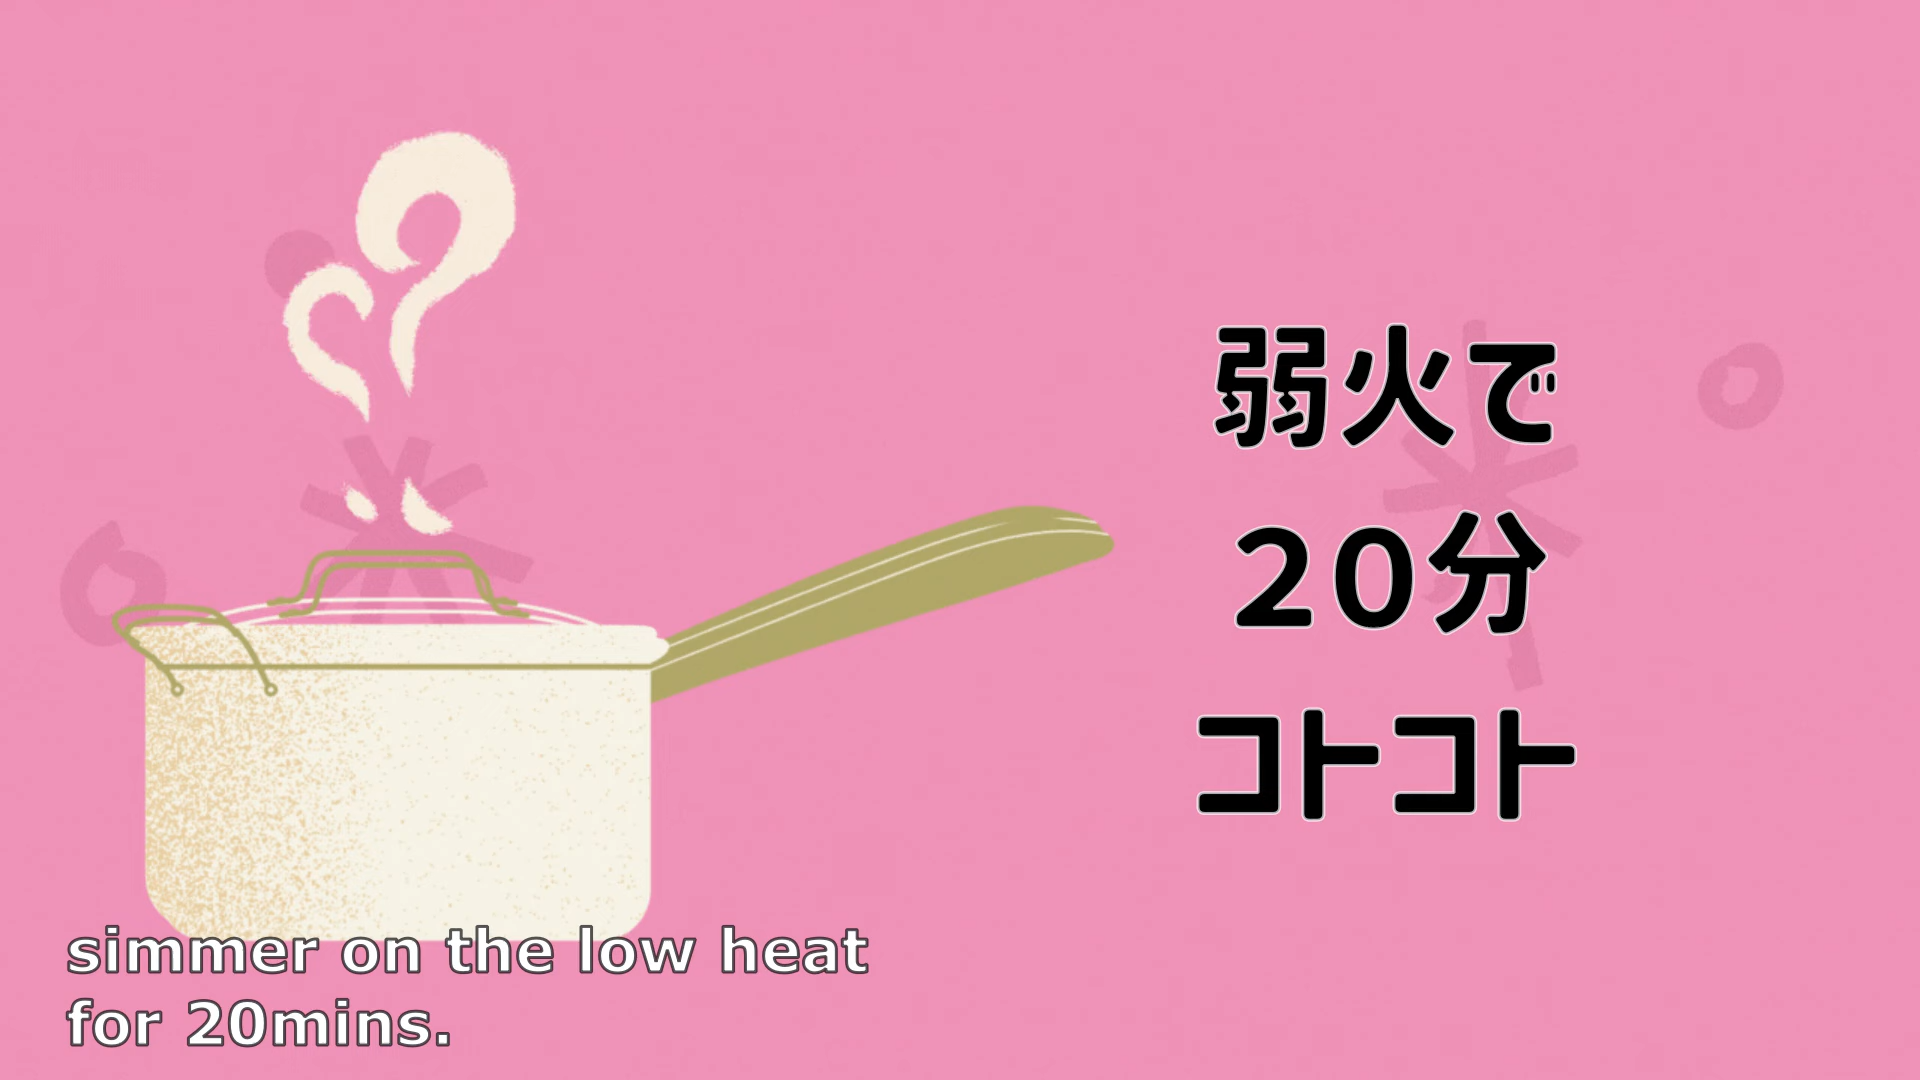 弱火で
20分
コトコト
simmer on the low heat
for 20mins.